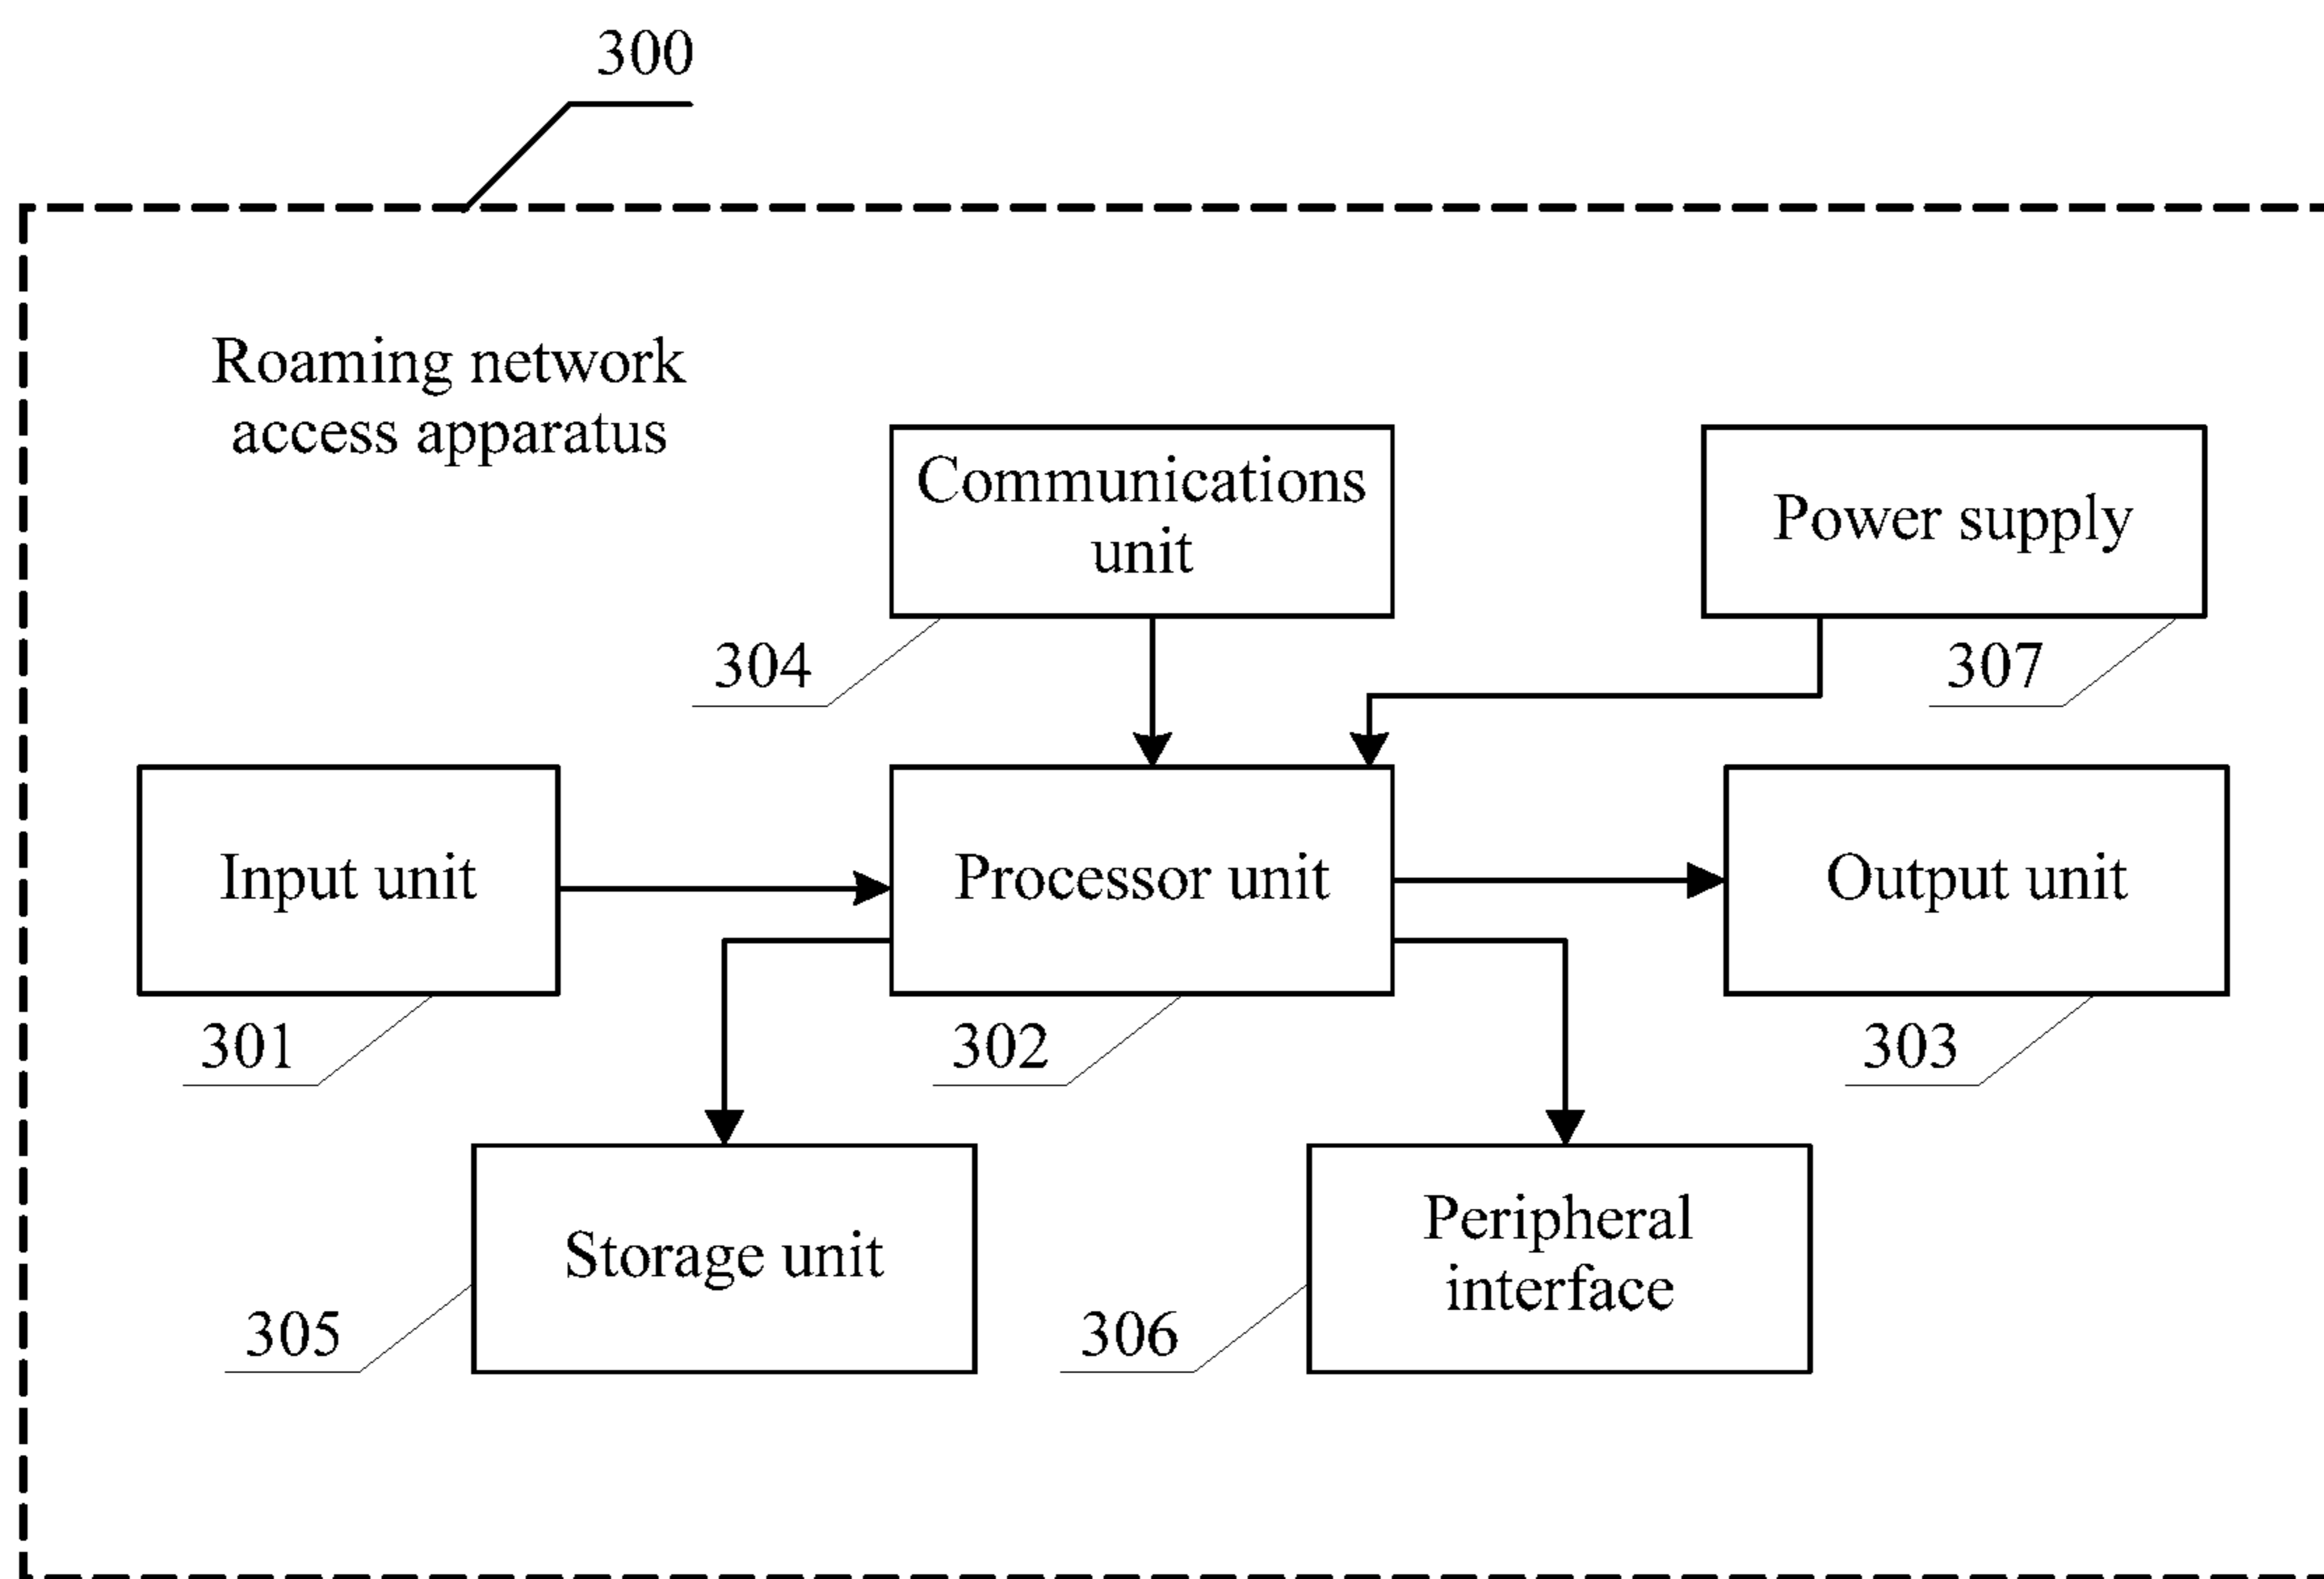 300
Roaming network
access apparatus
Communications
unit
Power supply
304
307
Input unit
Processor unit
Output unit
301
302
303
Storage unit
Peripheral
interface
305
306